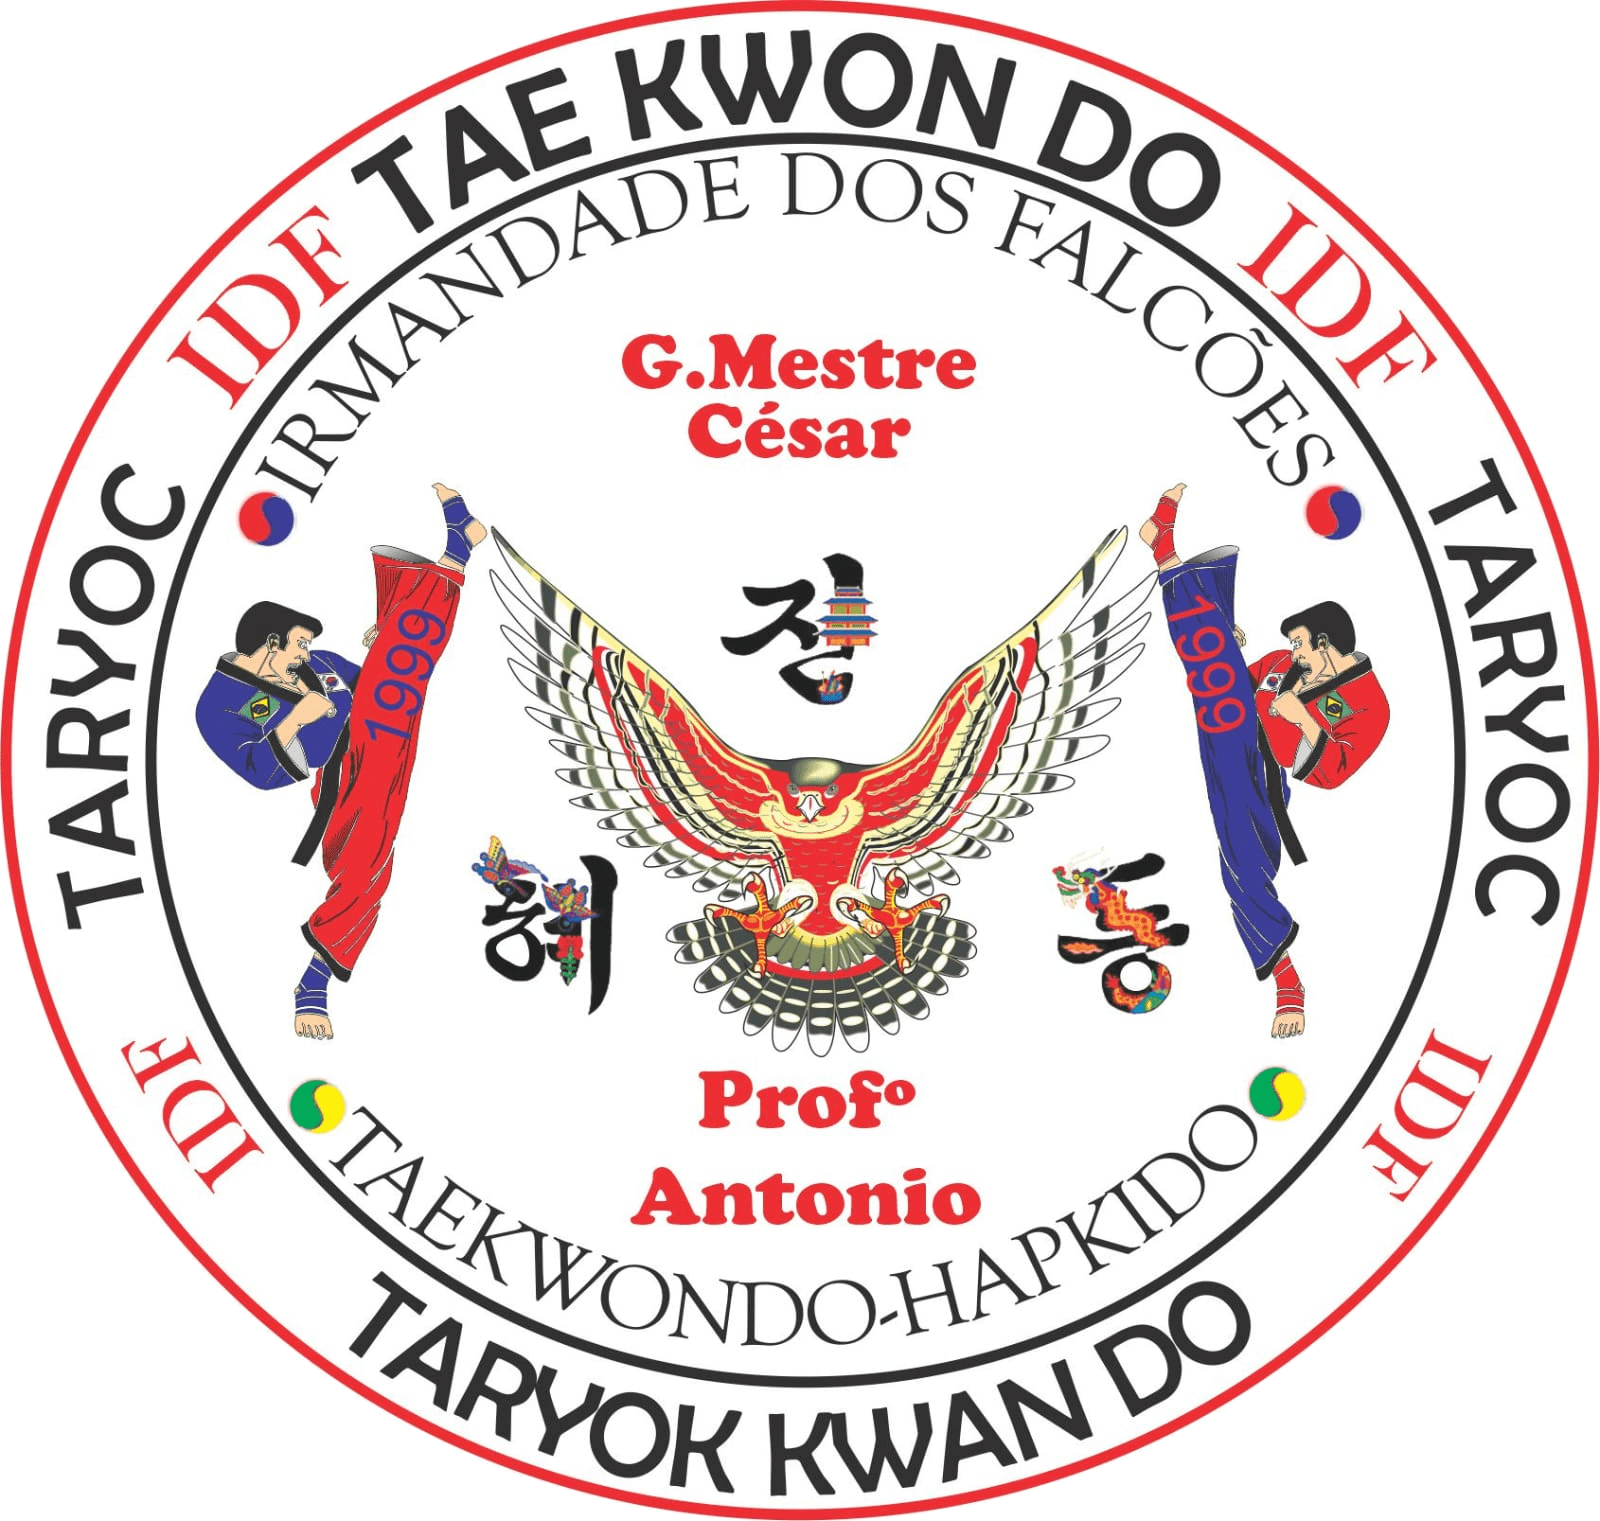 TAE KWON DO
IDF
IDF
IRMANDADE DOS FALCÕES
G.Mestre
César
TARYOC
TARYOC
1999
1999
진
혜
동
Profº
Antonio
IDF
IDF
TAEKWONDO-HAPKIDO
TARYOK KWAN DO